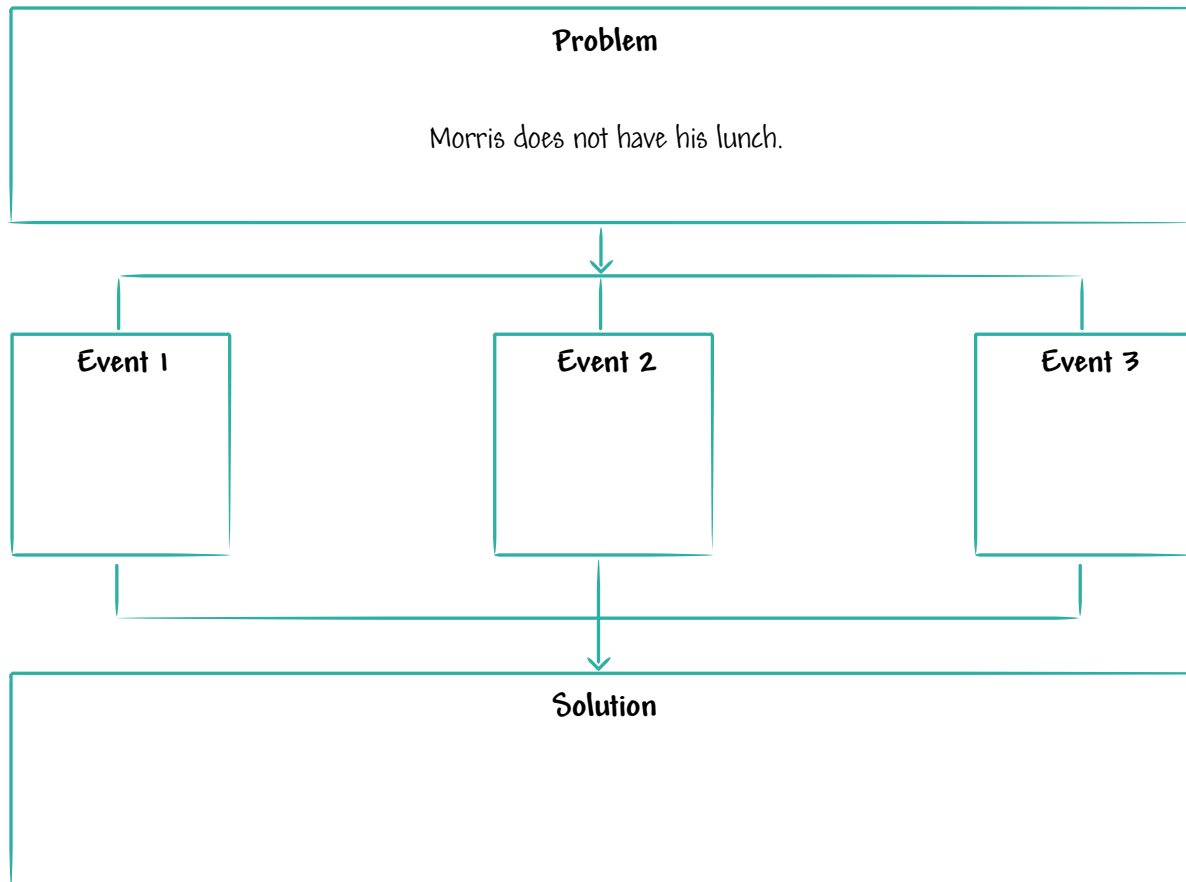 Problem
Morris does not have his lunch.
Event 1
Event 2
Event 3
Solution